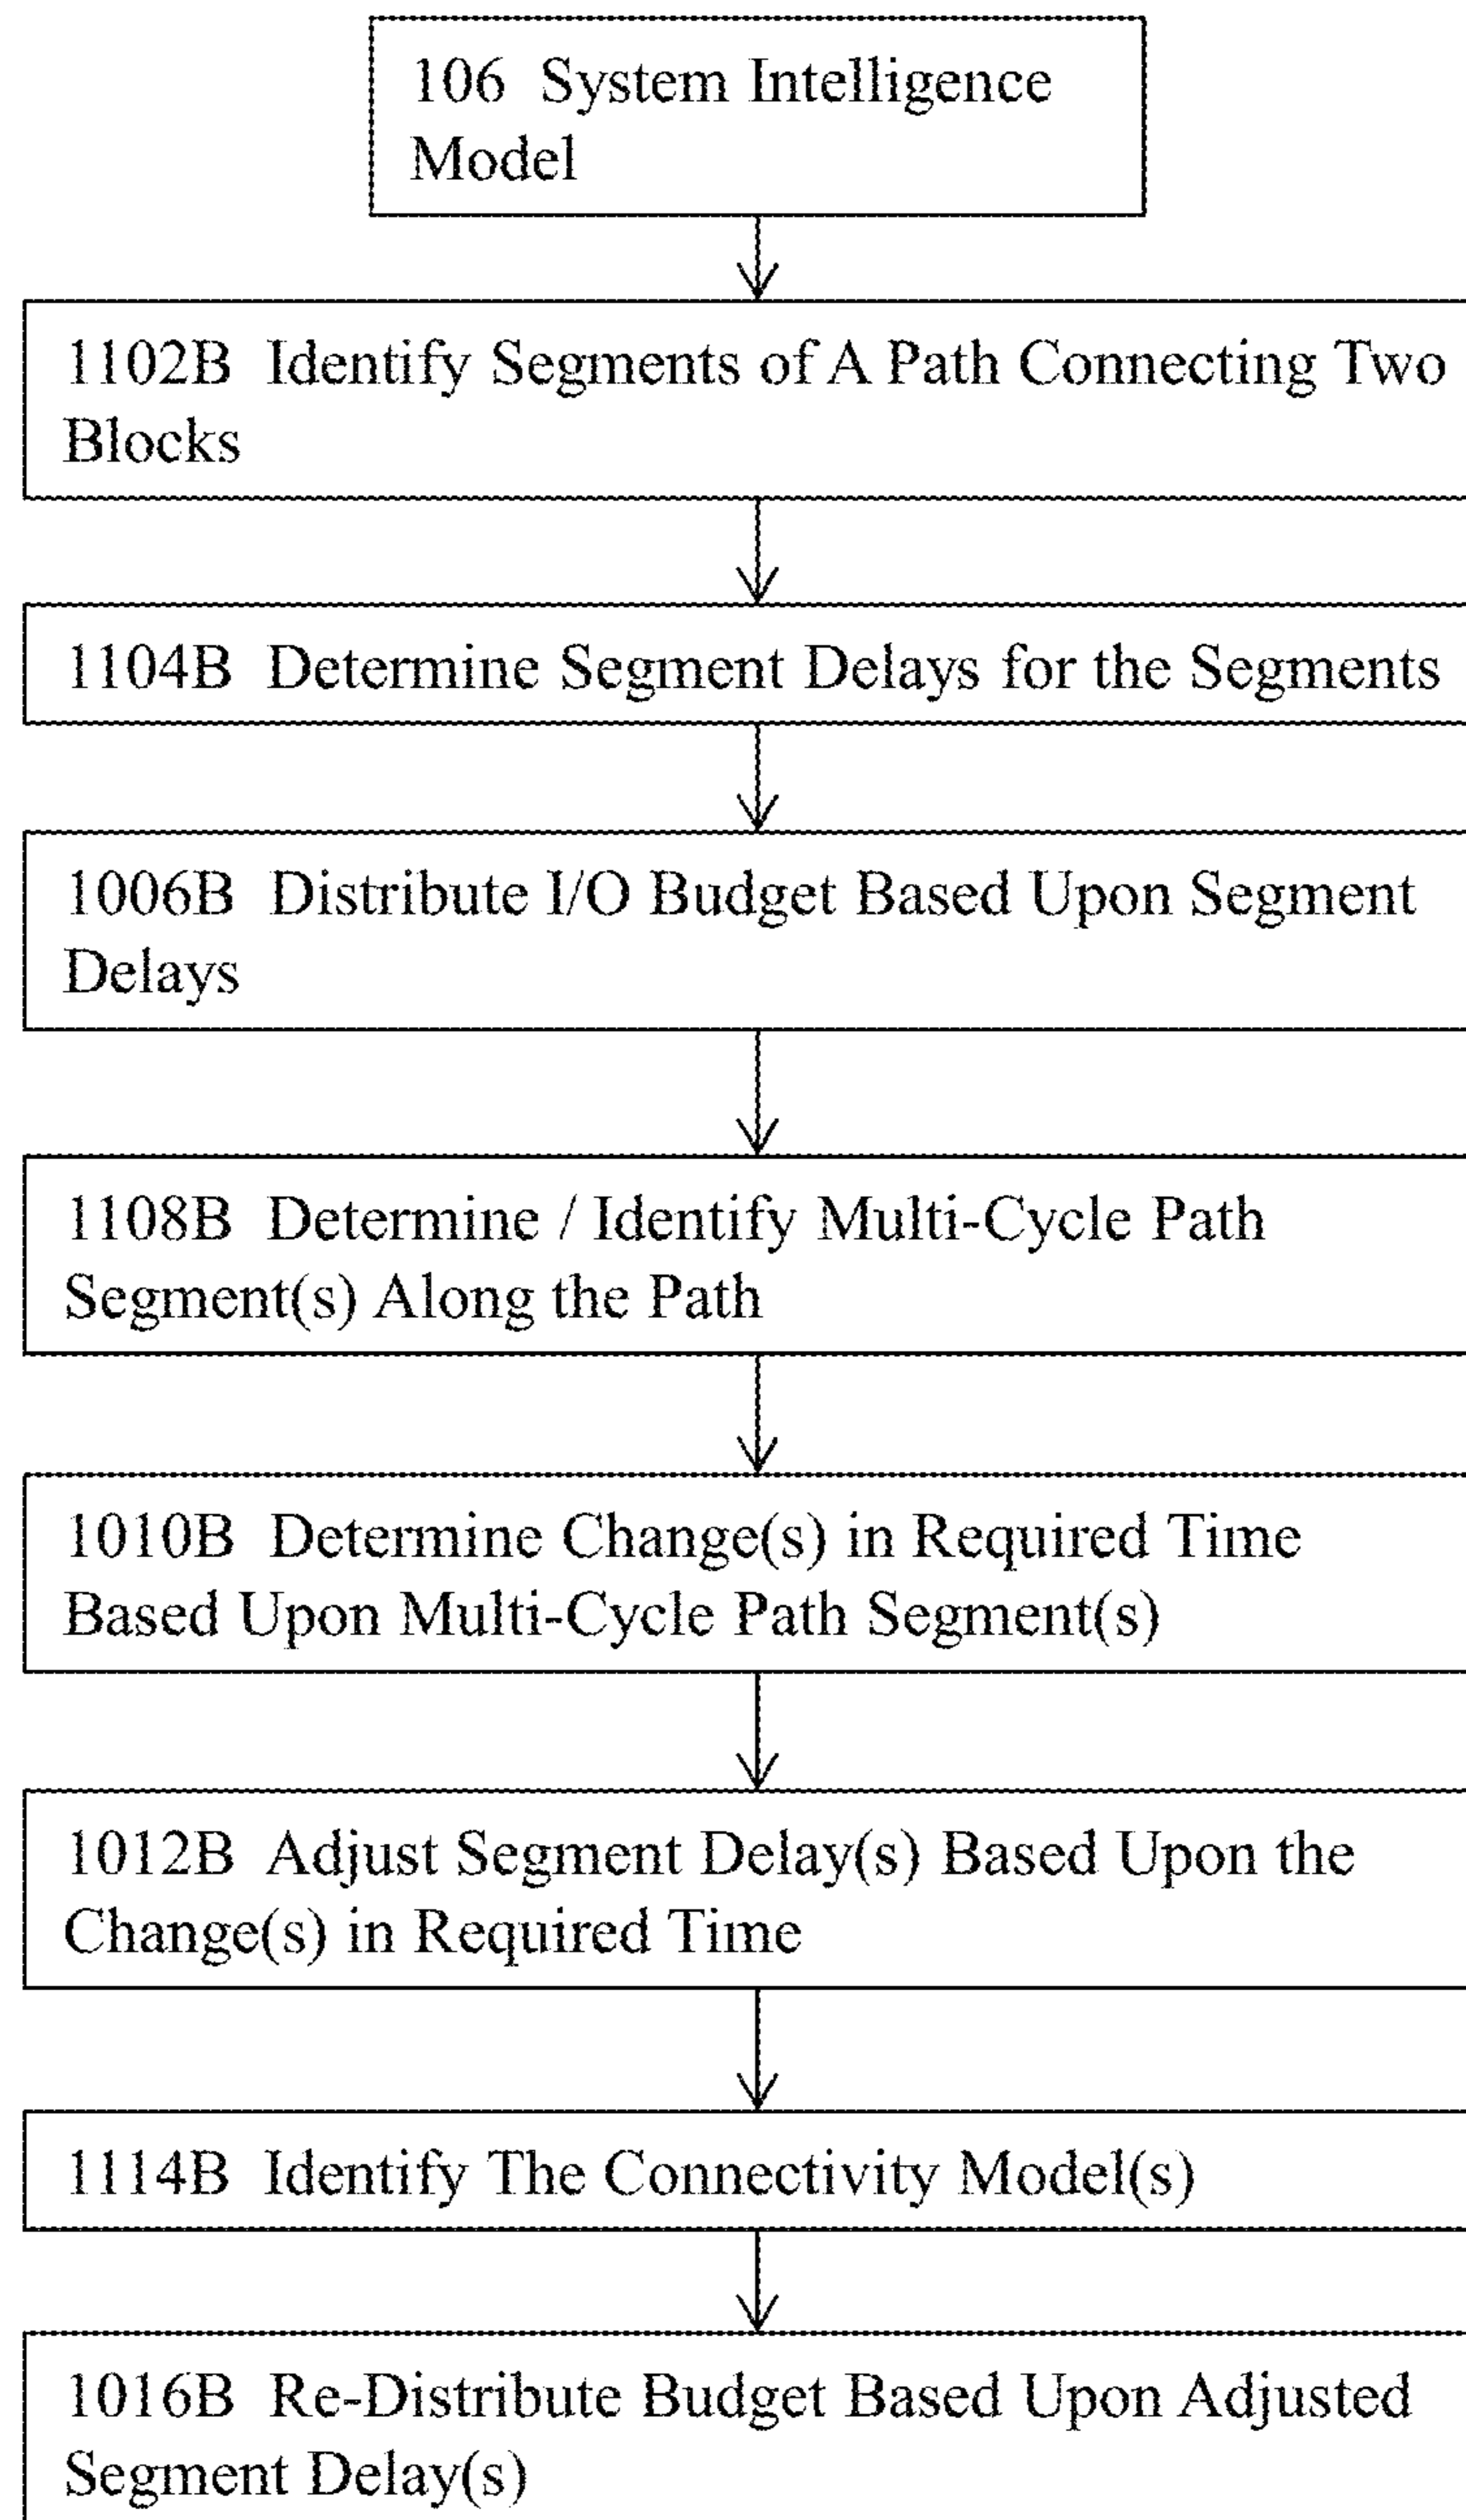 106 System Intelligence
Model
1102B Identify Segments of A Path Connecting Two
Blocks
1104B Determine Segment Delays for the Segments
1006B Distribute I/O Budget Based Upon Segment
Delays
1108B Determine / Identify Multi-Cycle Path
Segment(s) Along the Path
1010B Determine Change(s) in Required Time
Based Upon Multi-Cycle Path Segment(s)
1012B Adjust Segment Delay(s) Based Upon the
Change(s) in Required Time
1114B Identify The Connectivity Model(s)
1016B Re-Distribute Budget Based Upon Adjusted
Segment Delay(s)